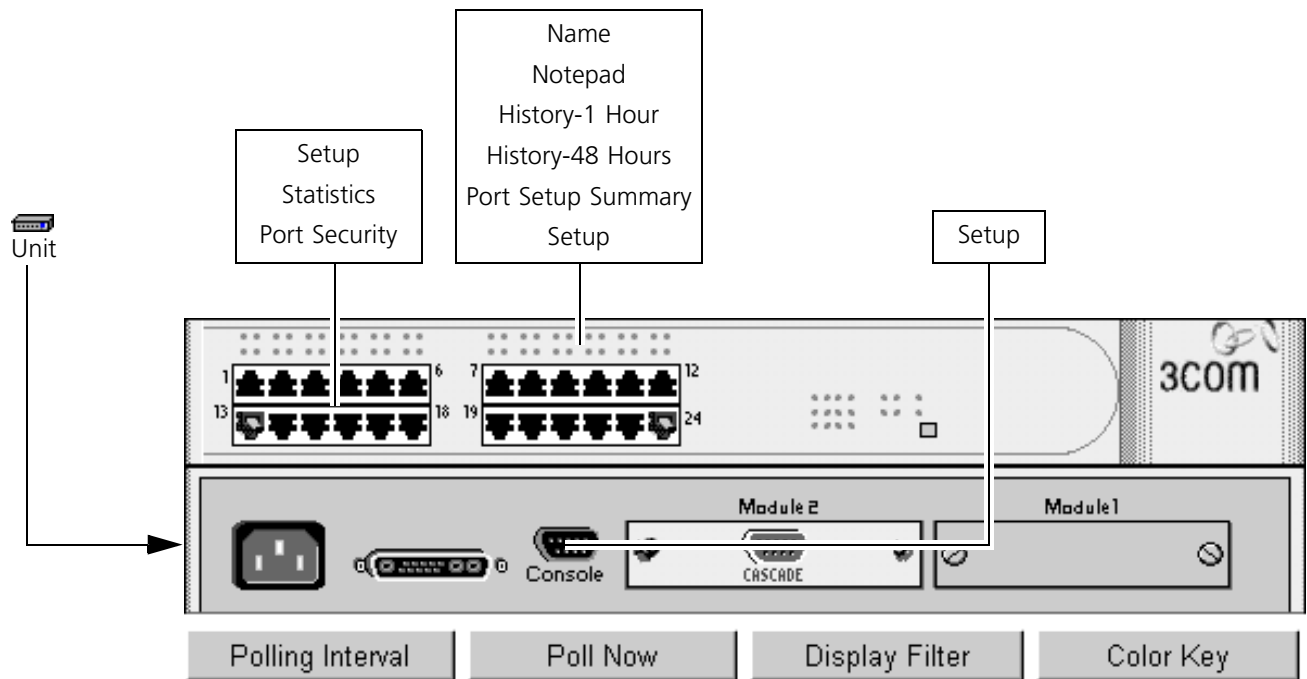 Name
Notepad
History-1 Hour
History-48 Hours
Port Setup Summary
Setup
Setup
Statistics
Port Security
Setup
Unit
1 6 7 12
13 18 19 24
3COM
Module 2
Module1
Console
CASCADE
Polling Interval
Poll Now
Display Filter
Color Key